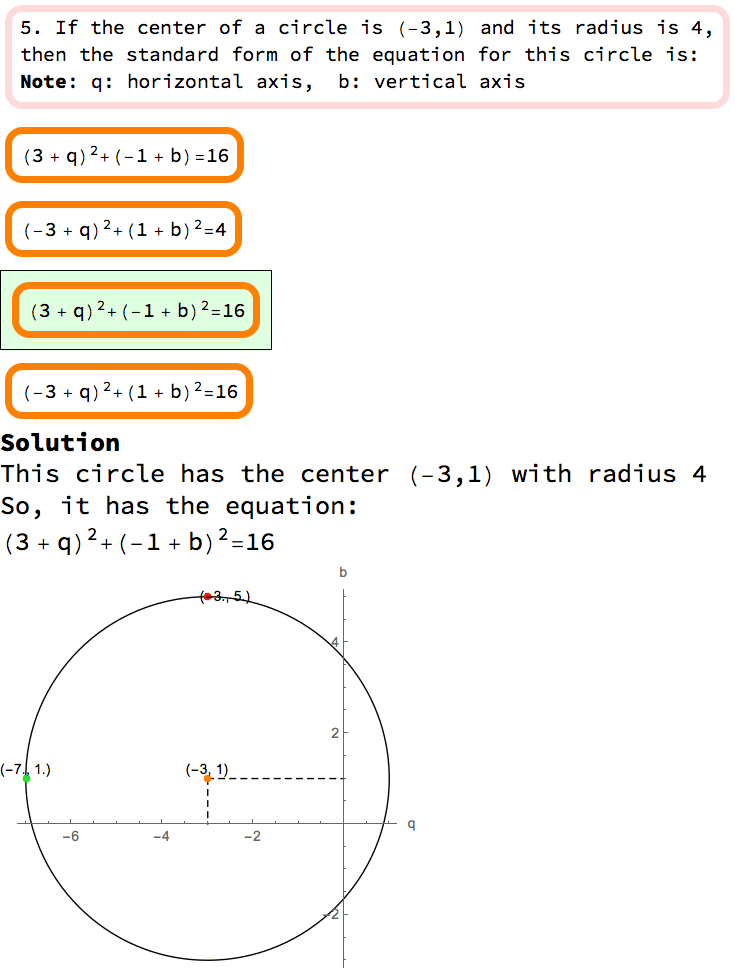 5. If the center of a circle is (-3,1) and its radius is 4,
then the standard form of the equation for this circle is:
Note: q: horizontal axis,  b: vertical axis
(3 + q)²+(-1 + b)=16
(-3 + q)²+(1 + b)²=4
(3 + q)²+(-1 + b)²=16
(-3 + q)²+(1 + b)²=16
Solution
This circle has the center (-3,1) with radius 4
So, it has the equation:
(3 + q)²+(-1 + b)²=16
b
(-3., 5.)
4
2
(-7., 1.)
(-3, 1)
q
-6
-4
-2
-2